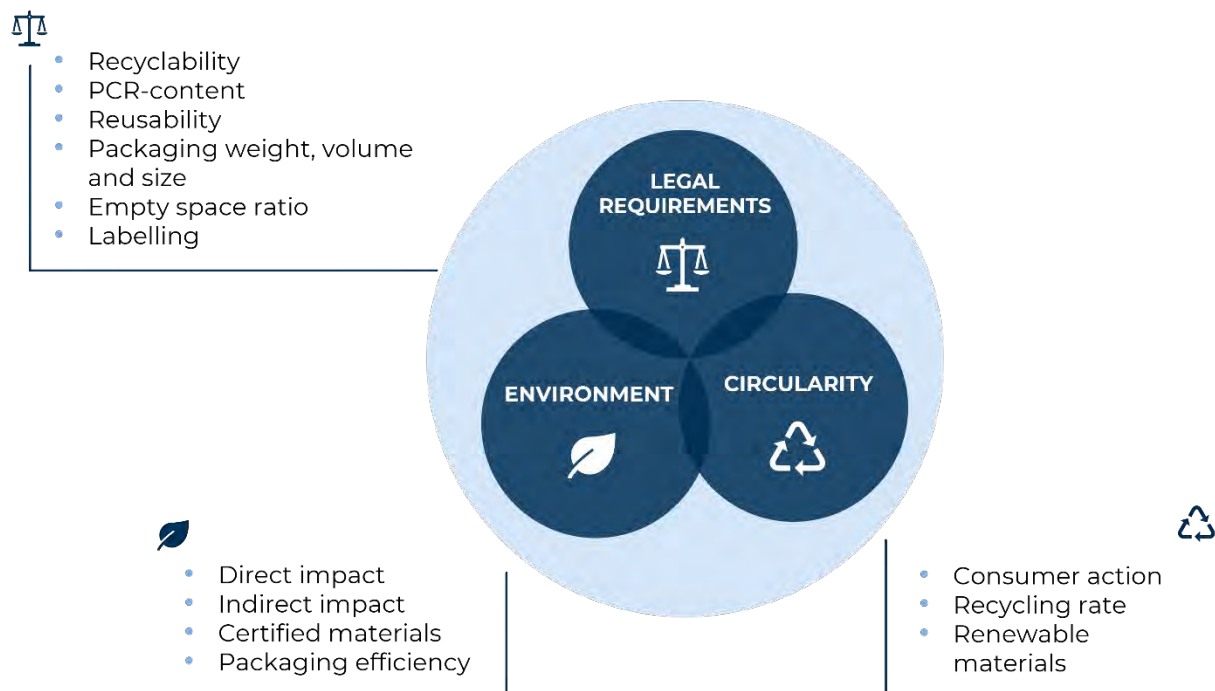 Recyclability
PCR-content
Reusability
Packaging weight, volume
and size
Empty space ratio
Labelling
LEGAL
REQUIREMENTS
ENVIRONMENT
CIRCULARITY
Direct impact
Indirect impact
Certified materials
Packaging efficiency
Consumer action
Recycling rate
Renewable
materials